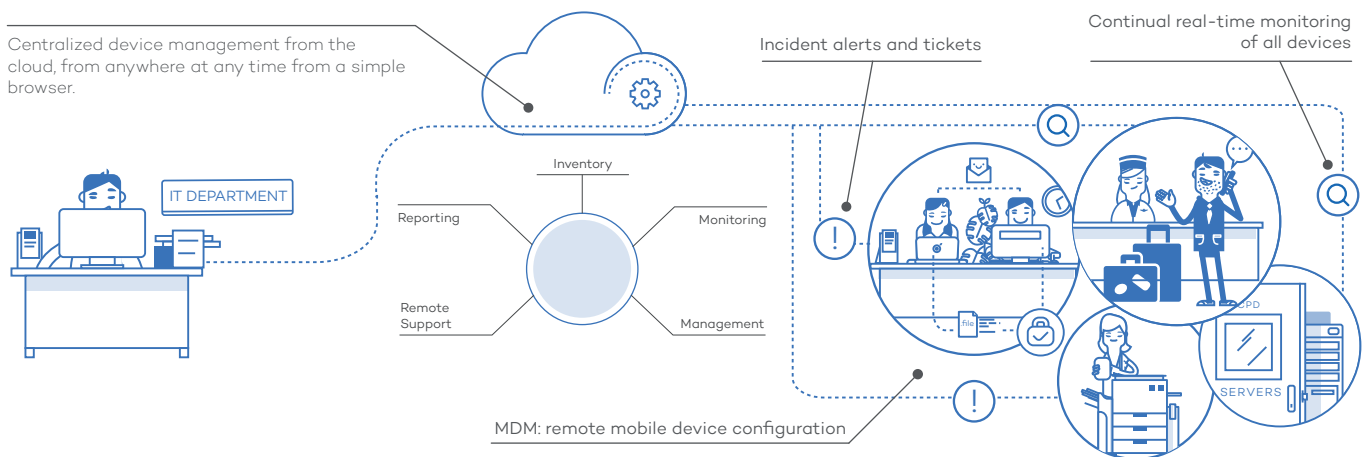 Centralized device management from the
cloud, from anywhere at any time from a simple
browser.
Incident alerts and tickets
Continual real-time monitoring
of all devices
IT DEPARTMENT
Inventory
Reporting
Monitoring
Remote
Support
Management
.file
CPD
SERVERS
MDM: remote mobile device configuration